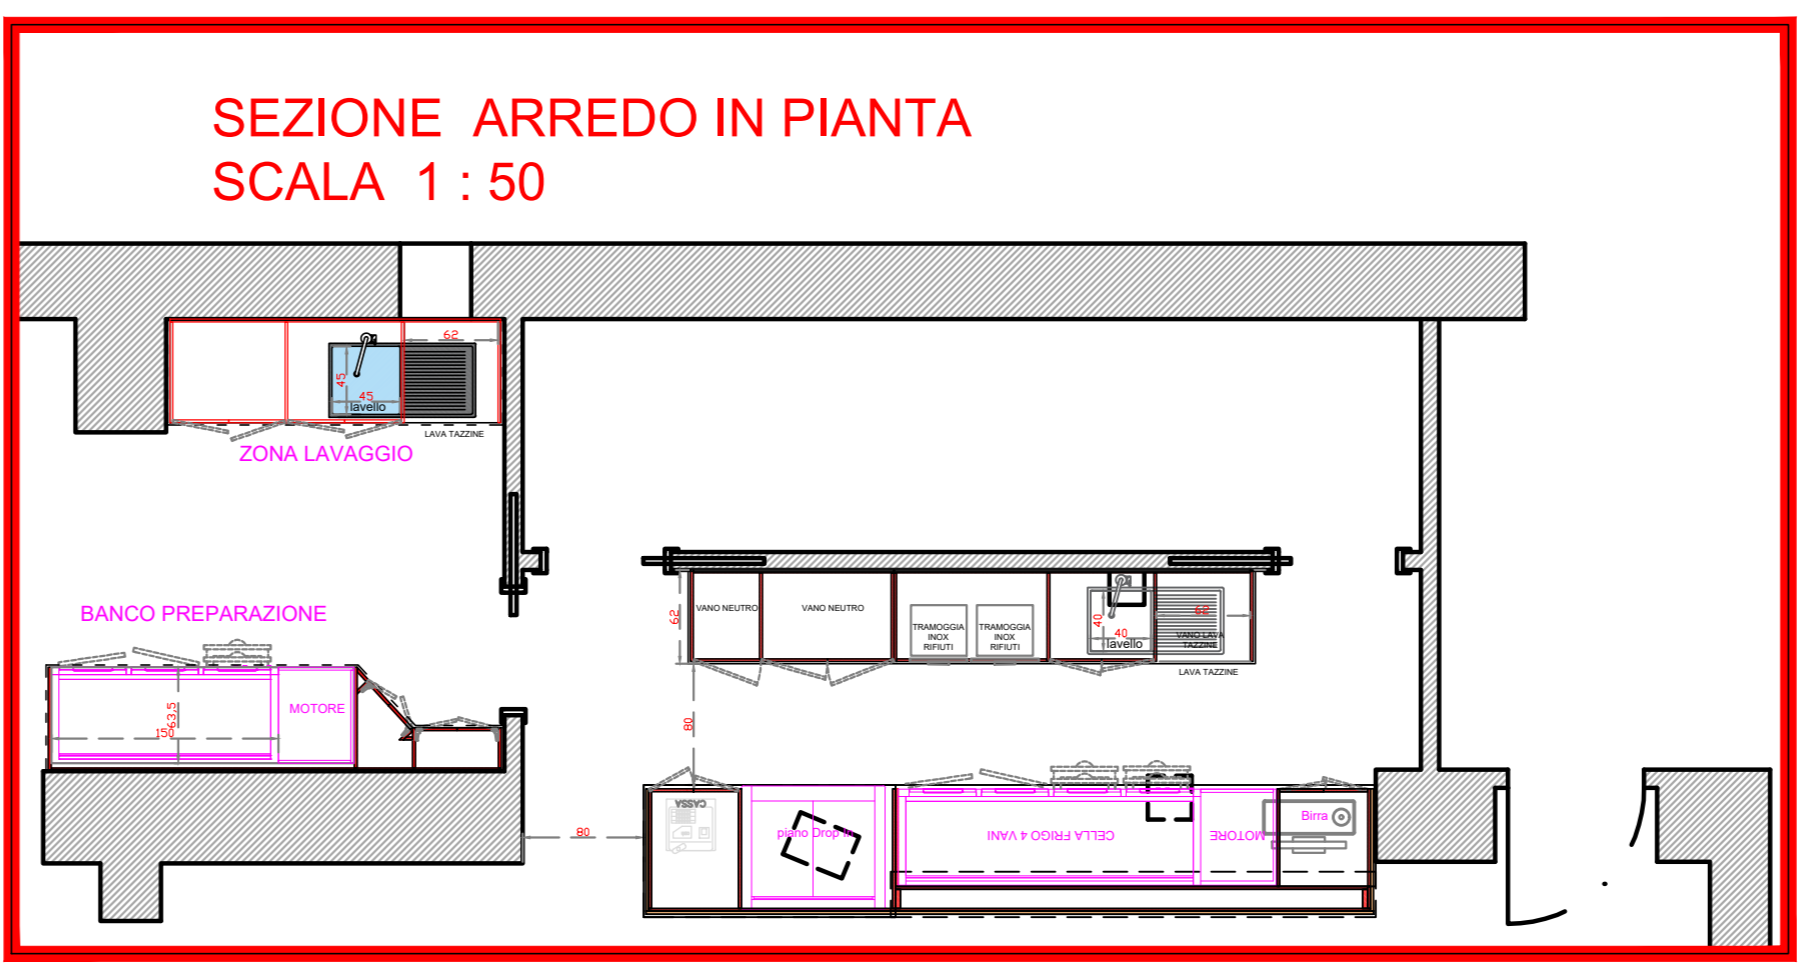 SEZIONE ARREDO IN PIANTA
SCALA 1 : 50
62
45
45
lavello
LAVA TAZZINE
ZONA LAVAGGIO
BANCO PREPARAZIONE
63,5
150
MOTORE
62
VANO NEUTRO
VANO NEUTRO
TRAMOGGIA
INOX
RIFIUTI
TRAMOGGIA
INOX
RIFIUTI
40
40
lavello
62
VANO LAVA
TAZZINE
LAVA TAZZINE
80
80
CASSA
piano Drop In
CELLA FRIGO 4 VANI
MOTORE
Birra